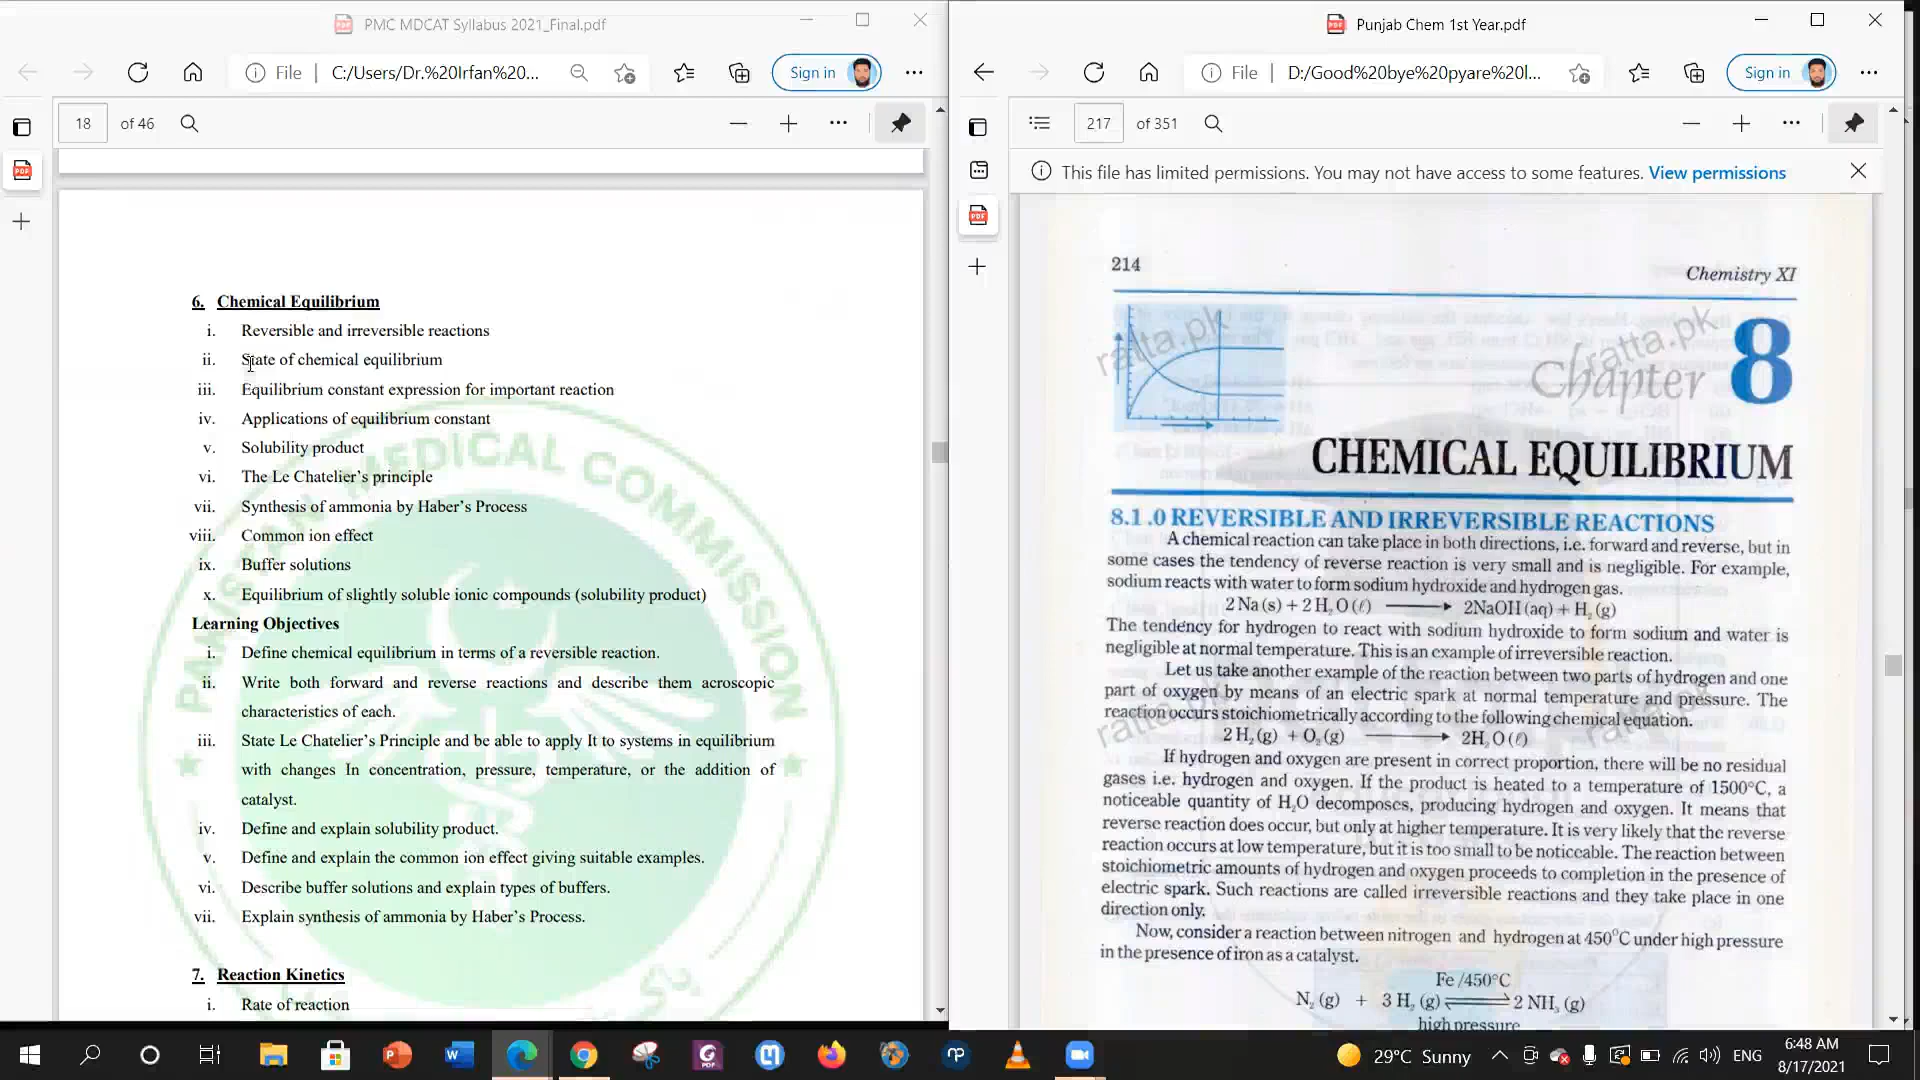 PMC MDCAT Syllabus 2021_Final.pdf
File C:/Users/Dr.%20Irfan%20...
Sign in
18 of 46
6. Chemical Equilibrium
i. Reversible and irreversible reactions
ii. State of chemical equilibrium
iii. Equilibrium constant expression for important reaction
iv. Applications of equilibrium constant
v. Solubility product
vi. The Le Chatelier's principle
vii. Synthesis of ammonia by Haber's Process
viii. Common ion effect
ix. Buffer solutions
x. Equilibrium of slightly soluble ionic compounds (solubility product)
Learning Objectives
i. Define chemical equilibrium in terms of a reversible reaction.
ii. Write both forward and reverse reactions and describe them acroscopic
characteristics of each.
iii. State Le Chatelier's Principle and be able to apply It to systems in equilibrium
with changes In concentration, pressure, temperature, or the addition of
catalyst.
iv. Define and explain solubility product.
v. Define and explain the common ion effect giving suitable examples.
vi. Describe buffer solutions and explain types of buffers.
vii. Explain synthesis of ammonia by Haber's Process.
7. Reaction Kinetics
i. Rate of reaction
PAKISTAN MEDICAL COMMISSION
Punjab Chem 1st Year.pdf
File D:/Good%20bye%20pyare%20l...
Sign in
217 of 351
This file has limited permissions. You may not have access to some features. View permissions
214 Chemistry XI
ratta.pk
ratta.pk
Chapter 8
CHEMICAL EQUILIBRIUM
8.1.0 REVERSIBLE AND IRREVERSIBLE REACTIONS
A chemical reaction can take place in both directions, i.e. forward and reverse, but in
some cases the tendency of reverse reaction is very small and is negligible. For example,
sodium reacts with water to form sodium hydroxide and hydrogen gas.
2 Na (s) + 2 H₂O (ℓ) ⟶ 2NaOH (aq) + H₂ (g)
The tendency for hydrogen to react with sodium hydroxide to form sodium and water is
negligible at normal temperature. This is an example of irreversible reaction.
Let us take another example of the reaction between two parts of hydrogen and one
part of oxygen by means of an electric spark at normal temperature and pressure. The
reaction occurs stoichiometrically according to the following chemical equation.
2 H₂ (g) + O₂ (g) ⟶ 2H₂O (ℓ)
ratta.pk
ratta.pk
If hydrogen and oxygen are present in correct proportion, there will be no residual
gases i.e. hydrogen and oxygen. If the product is heated to a temperature of 1500°C, a
noticeable quantity of H₂O decomposes, producing hydrogen and oxygen. It means that
reverse reaction does occur, but only at higher temperature. It is very likely that the reverse
reaction occurs at low temperature, but it is too small to be noticeable. The reaction between
stoichiometric amounts of hydrogen and oxygen proceeds to completion in the presence of
electric spark. Such reactions are called irreversible reactions and they take place in one
direction only.
Now, consider a reaction between nitrogen and hydrogen at 450°C under high pressure
in the presence of iron as a catalyst.
Fe /450°C
N₂ (g) + 3 H₂ (g) ⇌ 2 NH₃ (g)
high pressure
29°C Sunny
ENG
6:48 AM
8/17/2021